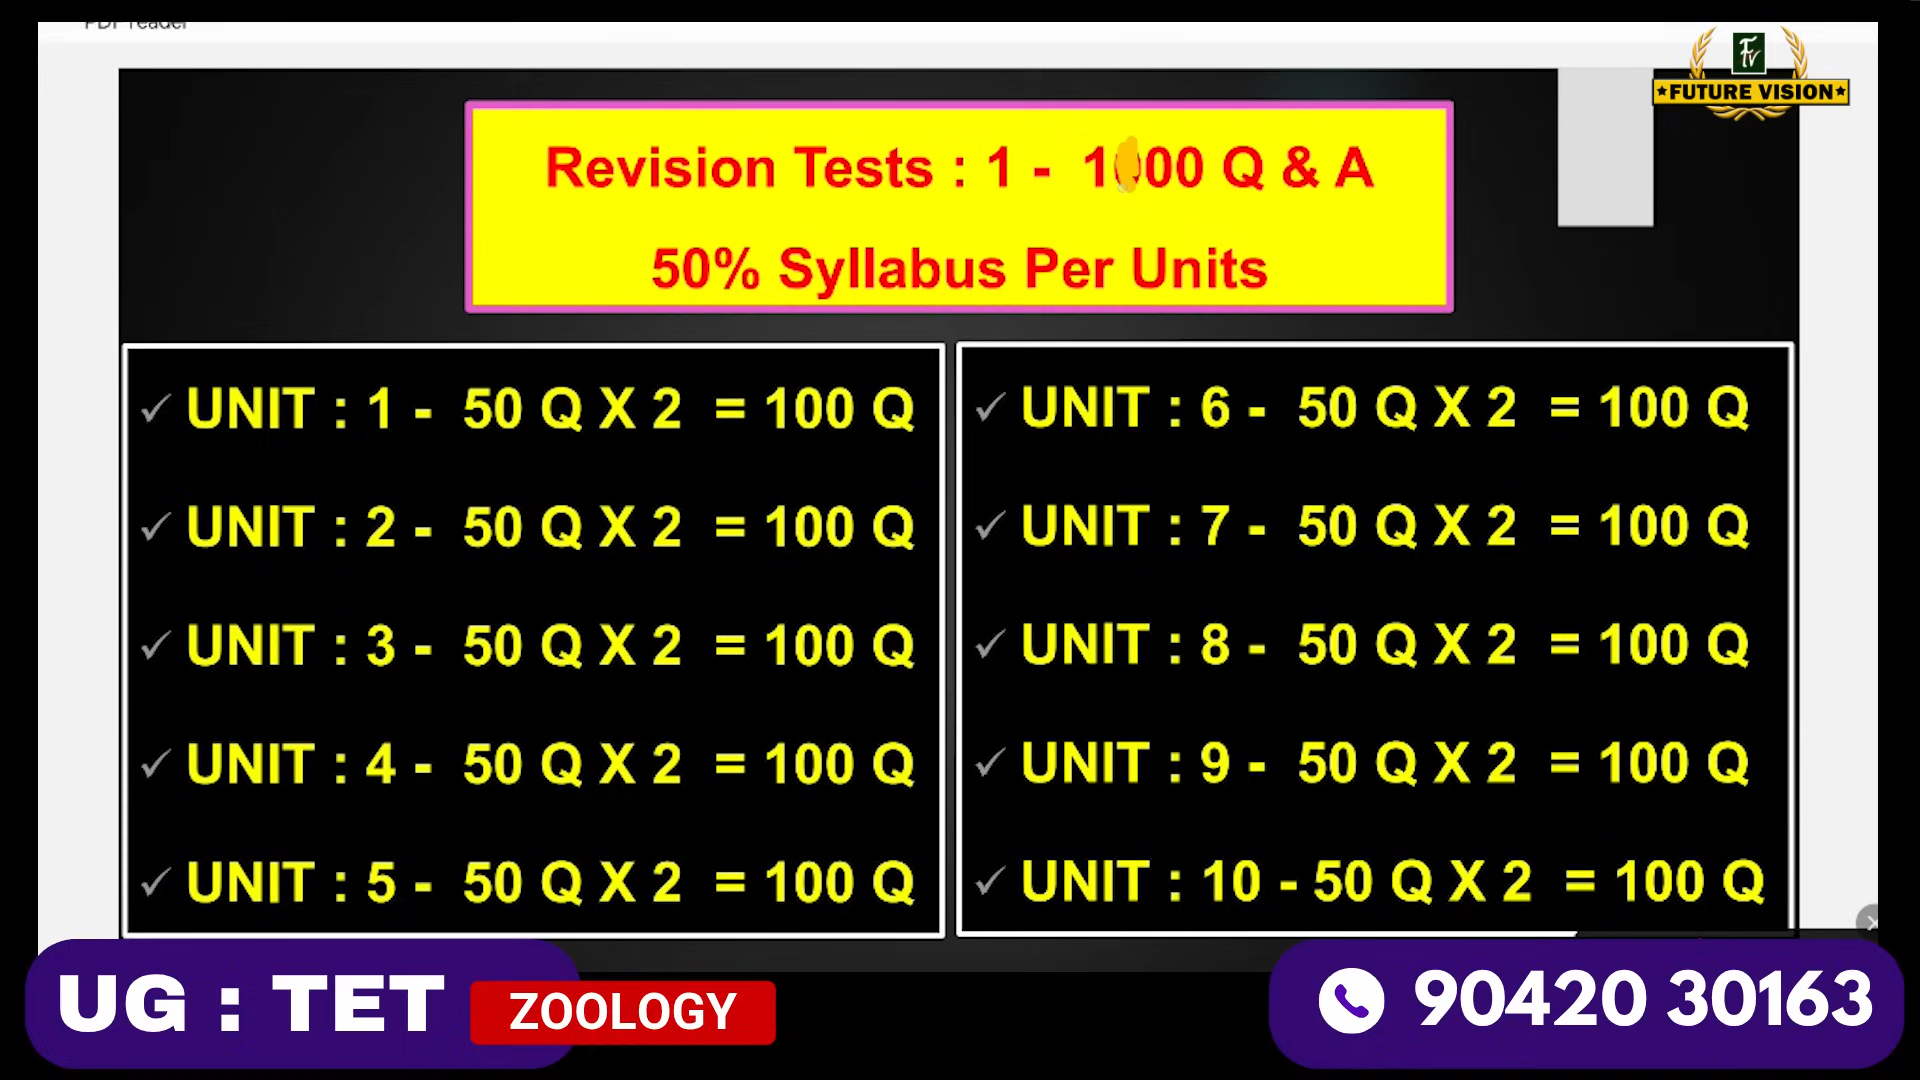 PDF reader
FUTURE VISION
Revision Tests : 1 - 1000 Q & A
50% Syllabus Per Units
✓ UNIT : 1 - 50 Q X 2 = 100 Q
✓ UNIT : 2 - 50 Q X 2 = 100 Q
✓ UNIT : 3 - 50 Q X 2 = 100 Q
✓ UNIT : 4 - 50 Q X 2 = 100 Q
✓ UNIT : 5 - 50 Q X 2 = 100 Q
✓ UNIT : 6 - 50 Q X 2 = 100 Q
✓ UNIT : 7 - 50 Q X 2 = 100 Q
✓ UNIT : 8 - 50 Q X 2 = 100 Q
✓ UNIT : 9 - 50 Q X 2 = 100 Q
✓ UNIT : 10 - 50 Q X 2 = 100 Q
UG : TET
ZOOLOGY
90420 30163